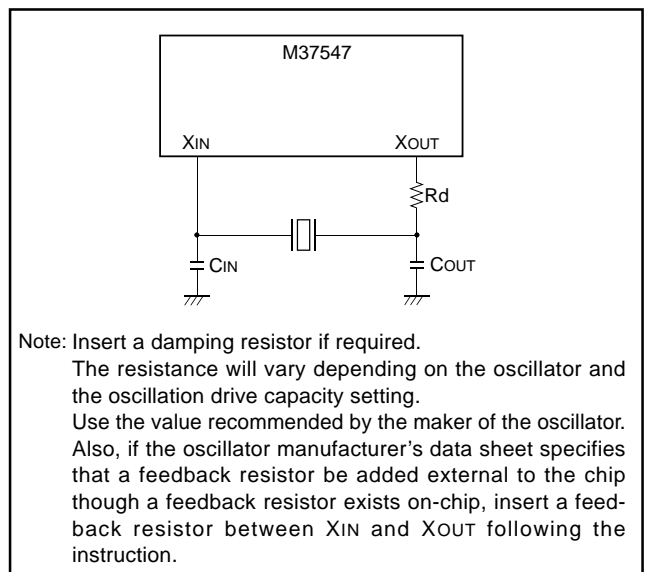 M37547
XIN XOUT
Rd
CIN COUT
Note: Insert a damping resistor if required.
The resistance will vary depending on the oscillator and
the oscillation drive capacity setting.
Use the value recommended by the maker of the oscillator.
Also, if the oscillator manufacturer's data sheet specifies
that a feedback resistor be added external to the chip
though a feedback resistor exists on-chip, insert a feed-
back resistor between XIN and XOUT following the
instruction.